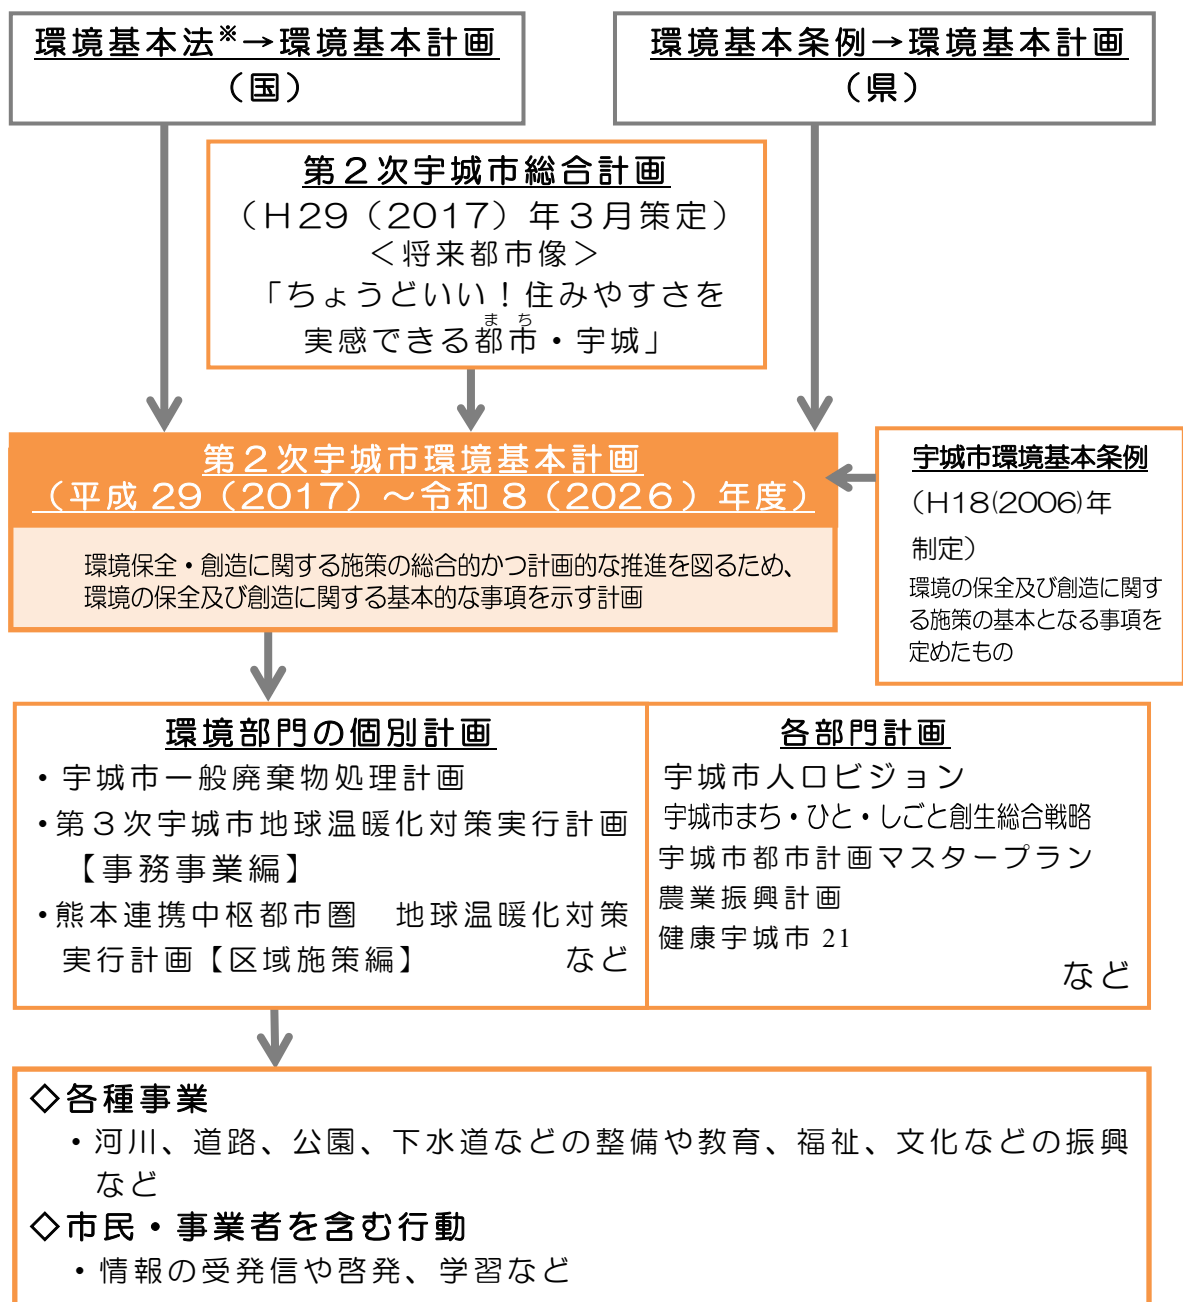 環境基本法※→環境基本計画
（国）
環境基本条例→環境基本計画
（県）
第２次宇城市総合計画
（Ｈ29（2017）年３月策定）
＜将来都市像＞
「ちょうどいい！住みやすさを
まち
実感できる都市・宇城」
第２次宇城市環境基本計画
（平成 29（2017）～令和 8（2026）年度）
環境保全・創造に関する施策の総合的かつ計画的な推進を図るため、
環境の保全及び創造に関する基本的な事項を示す計画
宇城市環境基本条例
（H18(2006)年
制定）
環境の保全及び創造に関す
る施策の基本となる事項を
定めたもの
環境部門の個別計画
・宇城市一般廃棄物処理計画
・第３次宇城市地球温暖化対策実行計画
【事務事業編】
・熊本連携中枢都市圏　地球温暖化対策
実行計画【区域施策編】　　　　など
各部門計画
宇城市人口ビジョン
宇城市まち・ひと・しごと創生総合戦略
宇城市都市計画マスタープラン
農業振興計画
健康宇城市 21
など
◇各種事業
・河川、道路、公園、下水道などの整備や教育、福祉、文化などの振興
など
◇市民・事業者を含む行動
・情報の受発信や啓発、学習など